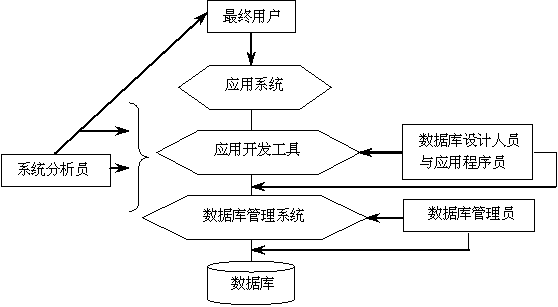 最终用户
应用系统
应用开发工具
数据库设计人员
与应用程序员
系统分析员
数据库管理系统
数据库管理员
数据库